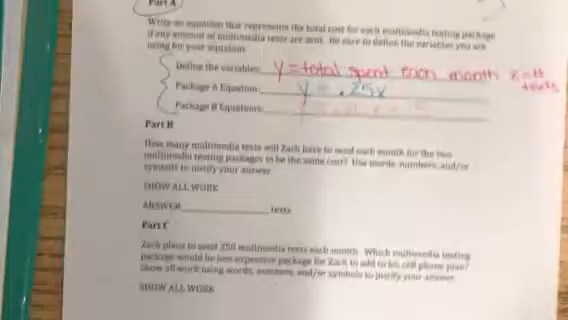 Part A
Write an equation that represents the total cost for each multimedia texting package
if any amount of multimedia texts are sent. Be sure to define the variables you are
using for your equation.
Define the variables: y = total spent each month x = # texts
Package A Equation: y = .25x
Package B Equation:
Part B
How many multimedia texts will Zach have to send each month for the two
multimedia texting packages to be the same cost? Use words, numbers, and/or
symbols to justify your answer.
SHOW ALL WORK
ANSWER texts
Part C
Zach plans to send 250 multimedia texts each month. Which multimedia texting
package would be less expensive package for Zach to add to his cell phone plan?
Show all work using words, numbers, and/or symbols to justify your answer.
SHOW ALL WORK